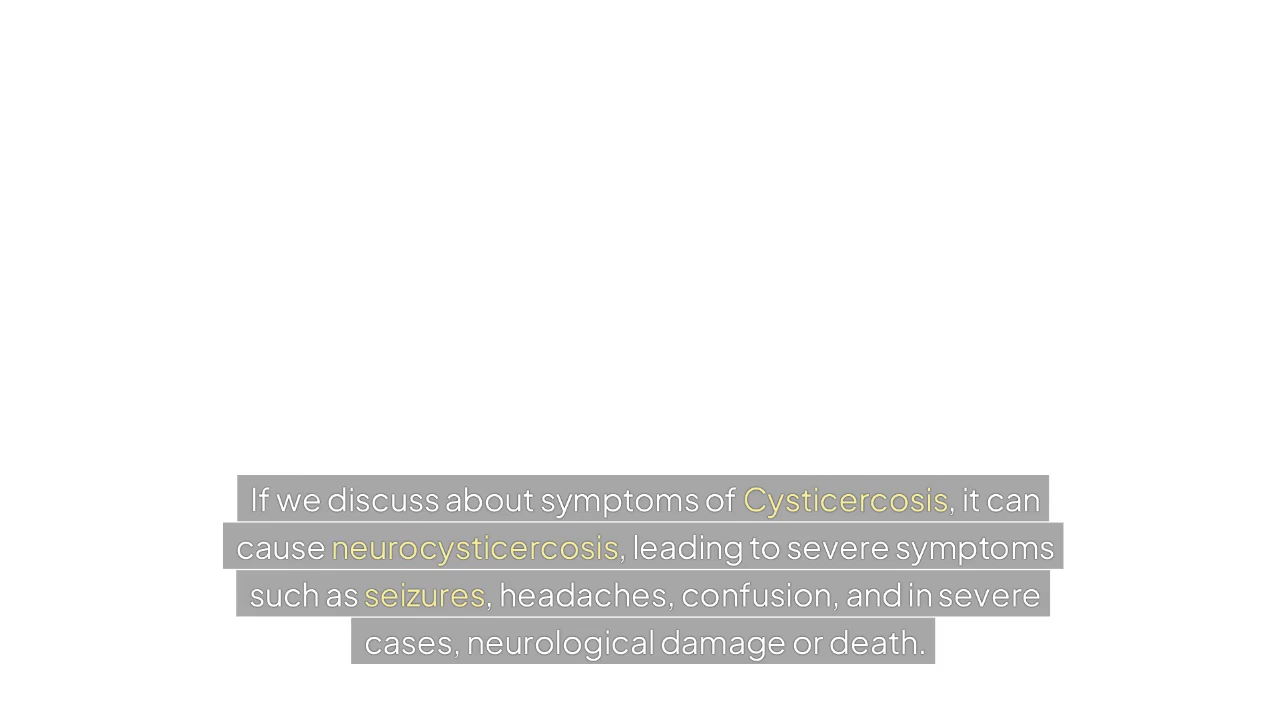 If we discuss about symptoms of Cysticercosis, it can
cause neurocysticercosis, leading to severe symptoms
such as seizures, headaches, confusion, and in severe
cases, neurological damage or death.